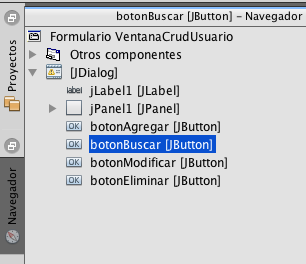 botonBuscar [JButton] – Navegador
Formulario VentanaCrudUsuario
Otros componentes
[JDialog]
label jLabel1 [JLabel]
jPanel1 [JPanel]
OK botonAgregar [JButton]
OK botonBuscar [JButton]
OK botonModificar [JButton]
OK botonEliminar [JButton]
Proyectos
Navegador